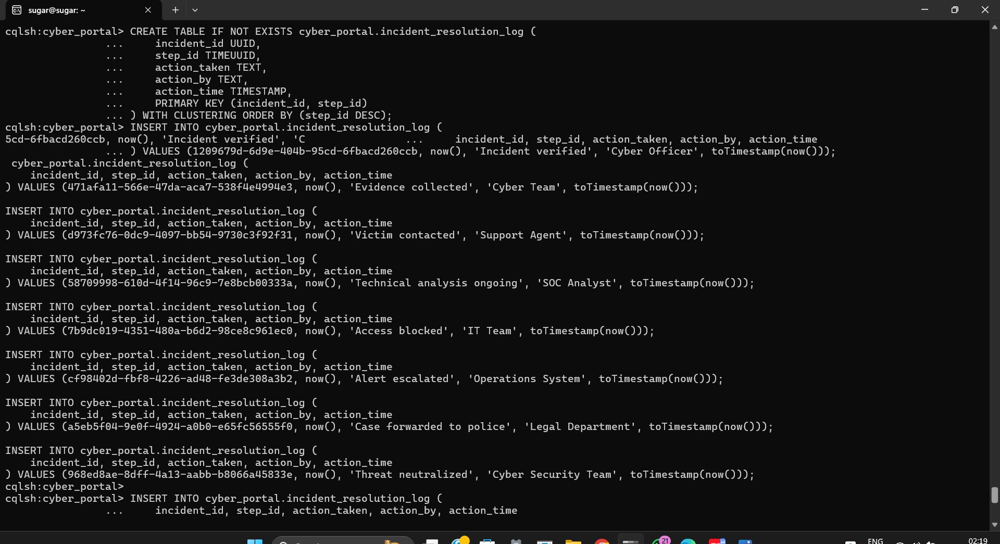 sugar@sugar: ~
cqlsh:cyber_portal> CREATE TABLE IF NOT EXISTS cyber_portal.incident_resolution_log (
...     incident_id UUID,
...     step_id TIMEUUID,
...     action_taken TEXT,
...     action_by TEXT,
...     action_time TIMESTAMP,
...     PRIMARY KEY (incident_id, step_id)
... ) WITH CLUSTERING ORDER BY (step_id DESC);
cqlsh:cyber_portal> INSERT INTO cyber_portal.incident_resolution_log (
5cd-6fbacd260ccb, now(), 'Incident verified', 'C                ...     incident_id, step_id, action_taken, action_by, action_time
... ) VALUES (1209679d-6d9e-404b-95cd-6fbacd260ccb, now(), 'Incident verified', 'Cyber Officer', toTimestamp(now()));
cyber_portal.incident_resolution_log (
incident_id, step_id, action_taken, action_by, action_time
) VALUES (471afa11-566e-47da-aca7-538f4e4994e3, now(), 'Evidence collected', 'Cyber Team', toTimestamp(now()));
INSERT INTO cyber_portal.incident_resolution_log (
incident_id, step_id, action_taken, action_by, action_time
) VALUES (d973fc76-0dc9-4097-bb54-9730c3f92f31, now(), 'Victim contacted', 'Support Agent', toTimestamp(now()));
INSERT INTO cyber_portal.incident_resolution_log (
incident_id, step_id, action_taken, action_by, action_time
) VALUES (58709998-610d-4f14-96c9-7e8bcb00333a, now(), 'Technical analysis ongoing', 'SOC Analyst', toTimestamp(now()));
INSERT INTO cyber_portal.incident_resolution_log (
incident_id, step_id, action_taken, action_by, action_time
) VALUES (7b9dc019-4351-480a-b6d2-98ce8c961ec0, now(), 'Access blocked', 'IT Team', toTimestamp(now()));
INSERT INTO cyber_portal.incident_resolution_log (
incident_id, step_id, action_taken, action_by, action_time
) VALUES (cf98402d-fbf8-4226-ad48-fe3de308a3b2, now(), 'Alert escalated', 'Operations System', toTimestamp(now()));
INSERT INTO cyber_portal.incident_resolution_log (
incident_id, step_id, action_taken, action_by, action_time
) VALUES (a5eb5f04-9e0f-4924-a0b0-e65fc56555f0, now(), 'Case forwarded to police', 'Legal Department', toTimestamp(now()));
INSERT INTO cyber_portal.incident_resolution_log (
incident_id, step_id, action_taken, action_by, action_time
) VALUES (968ed8ae-8dff-4a13-aabb-b8066a45833e, now(), 'Threat neutralized', 'Cyber Security Team', toTimestamp(now()));
cqlsh:cyber_portal>
cqlsh:cyber_portal> INSERT INTO cyber_portal.incident_resolution_log (
...     incident_id, step_id, action_taken, action_by, action_time
21
ENG
02:19